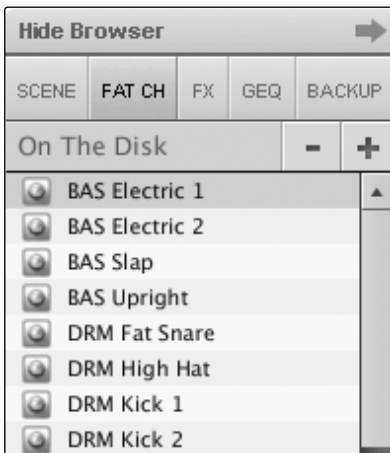 Hide Browser
SCENE FAT CH FX GEQ BACKUP
On The Disk - +
BAS Electric 1
BAS Electric 2
BAS Slap
BAS Upright
DRM Fat Snare
DRM High Hat
DRM Kick 1
DRM Kick 2